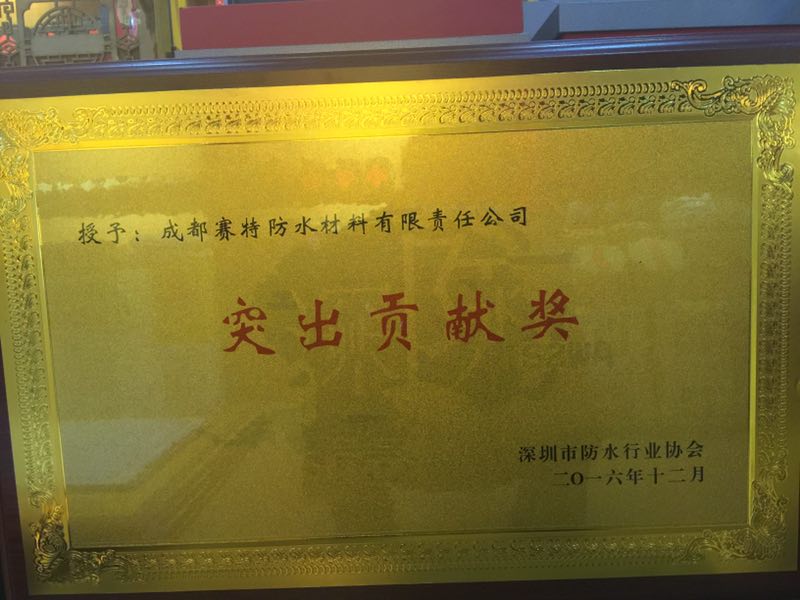 授予：成都赛特防水材料有限责任公司
突出贡献奖
深圳市防水行业协会
二O一六年十二月